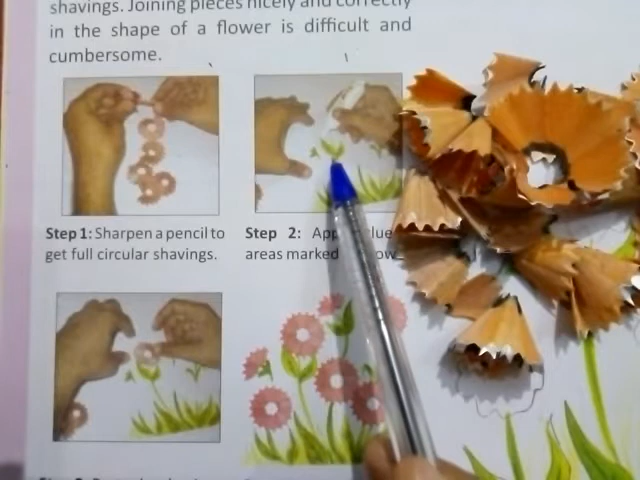 shavings. Joining pieces nicely and correctly
in the shape of a flower is difficult and
cumbersome.
Step 1: Sharpen a pencil to
get full circular shavings.
Step 2:
areas marked